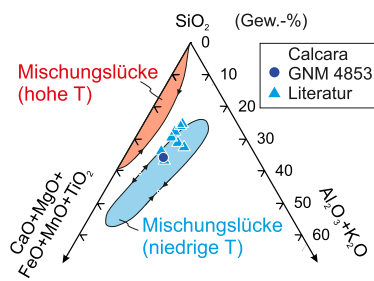 SiO₂ (Gew.-%)
0
10
20
30
40
50
60
Calcara
GNM 4853
Literatur
Mischungslücke
(hohe T)
Mischungslücke
(niedrige T)
CaO+MgO+
FeO+MnO+TiO₂
Al₂O₃+K₂O